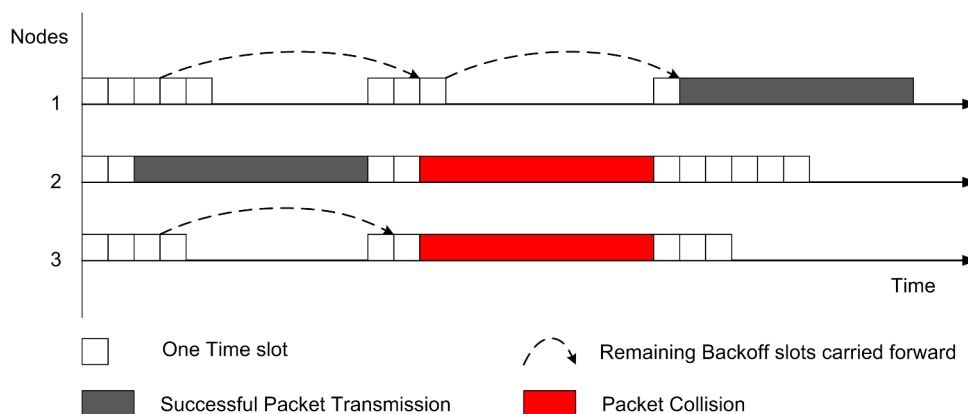 Nodes
1
2
3
Time
One Time slot
Remaining Backoff slots carried forward
Successful Packet Transmission
Packet Collision